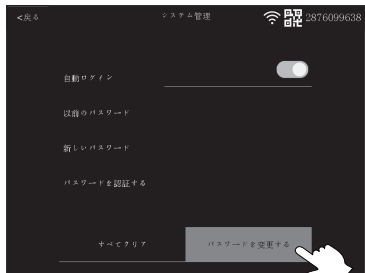 <戻る
システム管理
2876099638
自動ログイン
以前のパスワード
新しいパスワード
パスワードを認証する
すべてクリア
パスワードを変更する